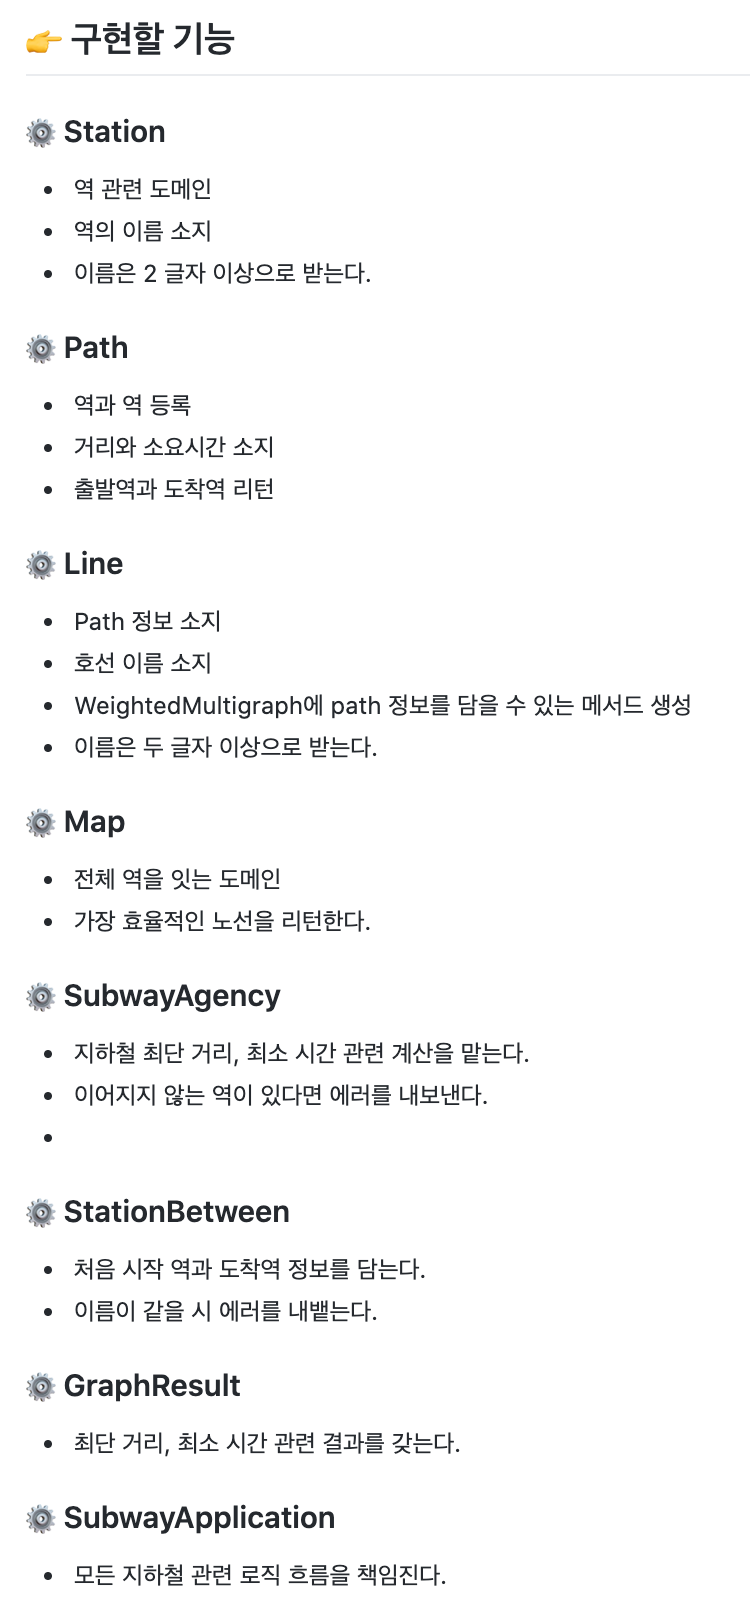 👉 구현할 기능
⚙️ Station
• 역 관련 도메인
• 역의 이름 소지
• 이름은 2 글자 이상으로 받는다.
⚙️ Path
• 역과 역 등록
• 거리와 소요시간 소지
• 출발역과 도착역 리턴
⚙️ Line
• Path 정보 소지
• 호선 이름 소지
• WeightedMultigraph에 path 정보를 담을 수 있는 메서드 생성
• 이름은 두 글자 이상으로 받는다.
⚙️ Map
• 전체 역을 잇는 도메인
• 가장 효율적인 노선을 리턴한다.
⚙️ SubwayAgency
• 지하철 최단 거리, 최소 시간 관련 계산을 맡는다.
• 이어지지 않는 역이 있다면 에러를 내보낸다.
•
⚙️ StationBetween
• 처음 시작 역과 도착역 정보를 담는다.
• 이름이 같을 시 에러를 내뱉는다.
⚙️ GraphResult
• 최단 거리, 최소 시간 관련 결과를 갖는다.
⚙️ SubwayApplication
• 모든 지하철 관련 로직 흐름을 책임진다.